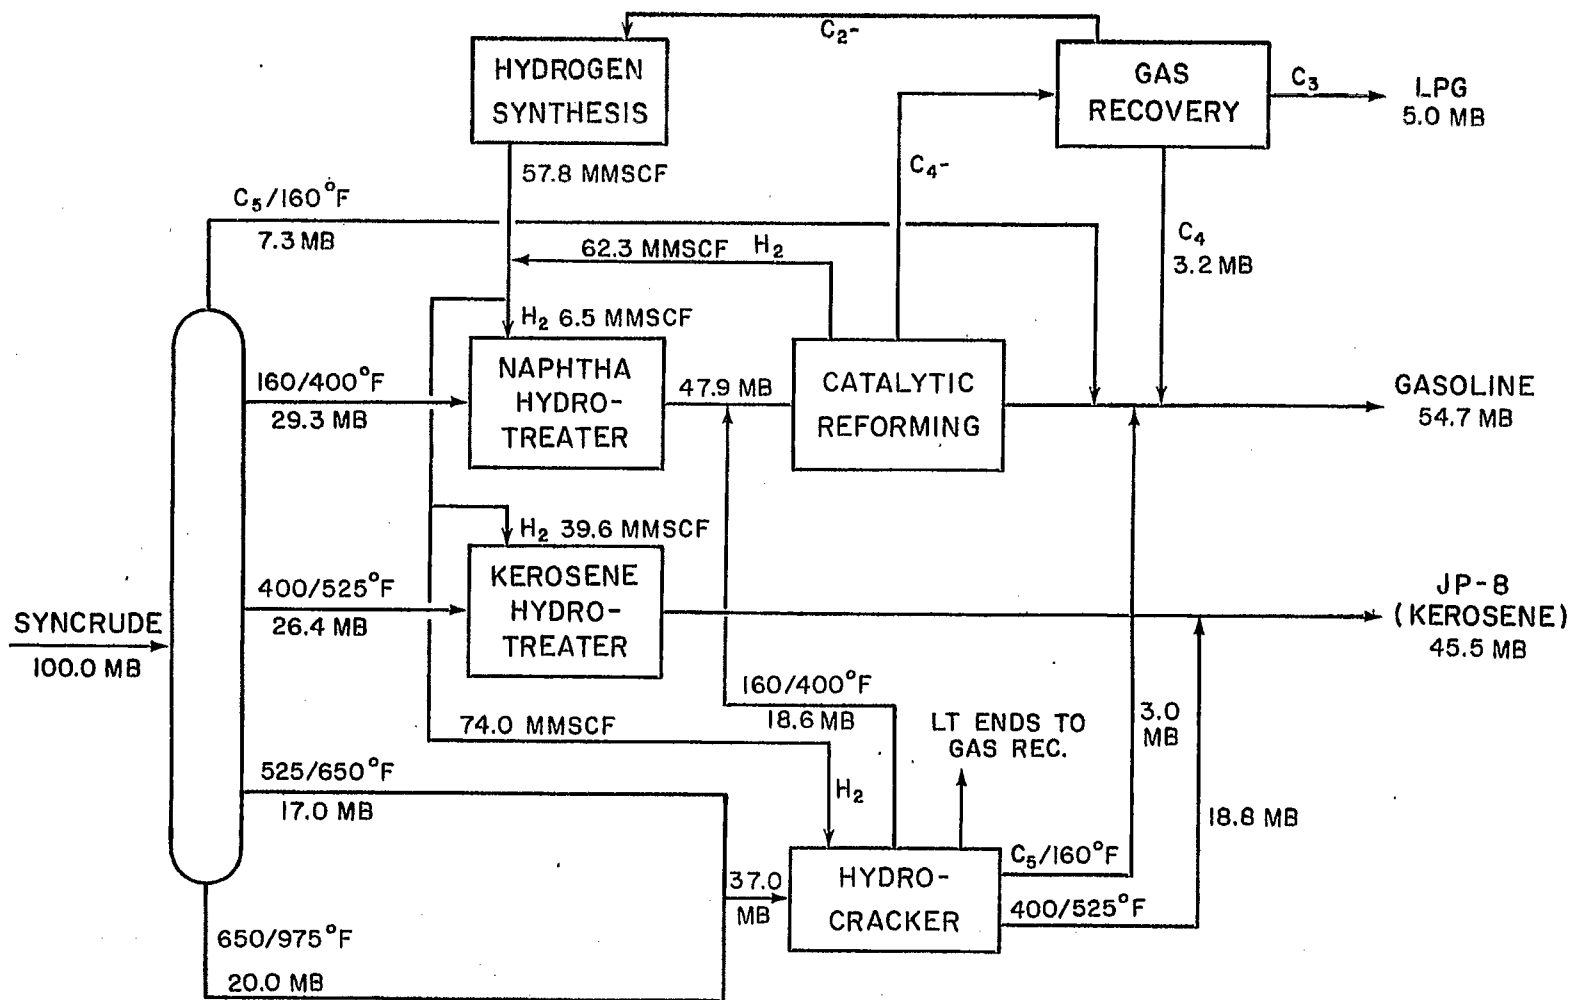 C₂-
HYDROGEN
SYNTHESIS
GAS
RECOVERY
C₃
LPG
5.0 MB
57.8 MMSCF
C₄-
C₅/160°F
7.3 MB
62.3 MMSCF H₂
C₄
3.2 MB
H₂ 6.5 MMSCF
160/400°F
29.3 MB
NAPHTHA
HYDRO-
TREATER
47.9 MB
CATALYTIC
REFORMING
GASOLINE
54.7 MB
H₂ 39.6 MMSCF
400/525°F
26.4 MB
KEROSENE
HYDRO-
TREATER
JP-8
(KEROSENE)
45.5 MB
SYNCRUDE
100.0 MB
160/400°F
18.6 MB
74.0 MMSCF
LT ENDS TO
GAS REC.
3.0
MB
525/650°F
17.0 MB
H₂
18.8 MB
37.0
MB
HYDRO-
CRACKER
C₅/160°F
400/525°F
650/975°F
20.0 MB